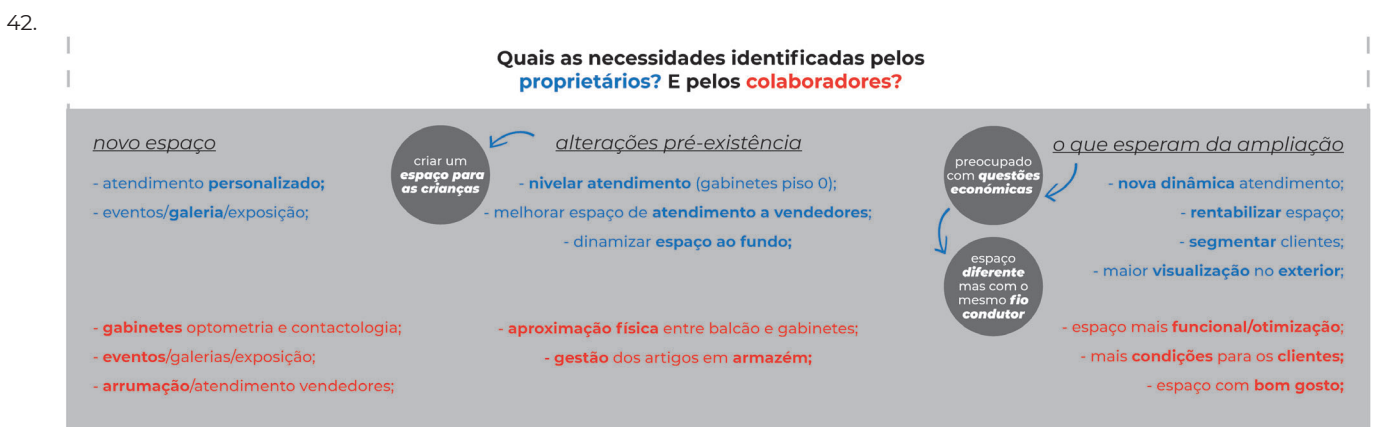 42.
Quais as necessidades identificadas pelos
proprietários? E pelos colaboradores?
novo espaço
- atendimento personalizado;
- eventos/galeria/exposição;
- gabinetes optometria e contactologia;
- eventos/galerias/exposição;
- arrumação/atendimento vendedores;
criar um
espaço para
as crianças
alterações pré-existência
- nivelar atendimento (gabinetes piso 0);
- melhorar espaço de atendimento a vendedores;
- dinamizar espaço ao fundo;
- aproximação física entre balcão e gabinetes;
- gestão dos artigos em armazém;
preocupado
com questões
económicas
espaço
diferente
mas com o
mesmo fio
condutor
o que esperam da ampliação
- nova dinâmica atendimento;
- rentabilizar espaço;
- segmentar clientes;
- maior visualização no exterior;
- espaço mais funcional/otimização;
- mais condições para os clientes;
- espaço com bom gosto;